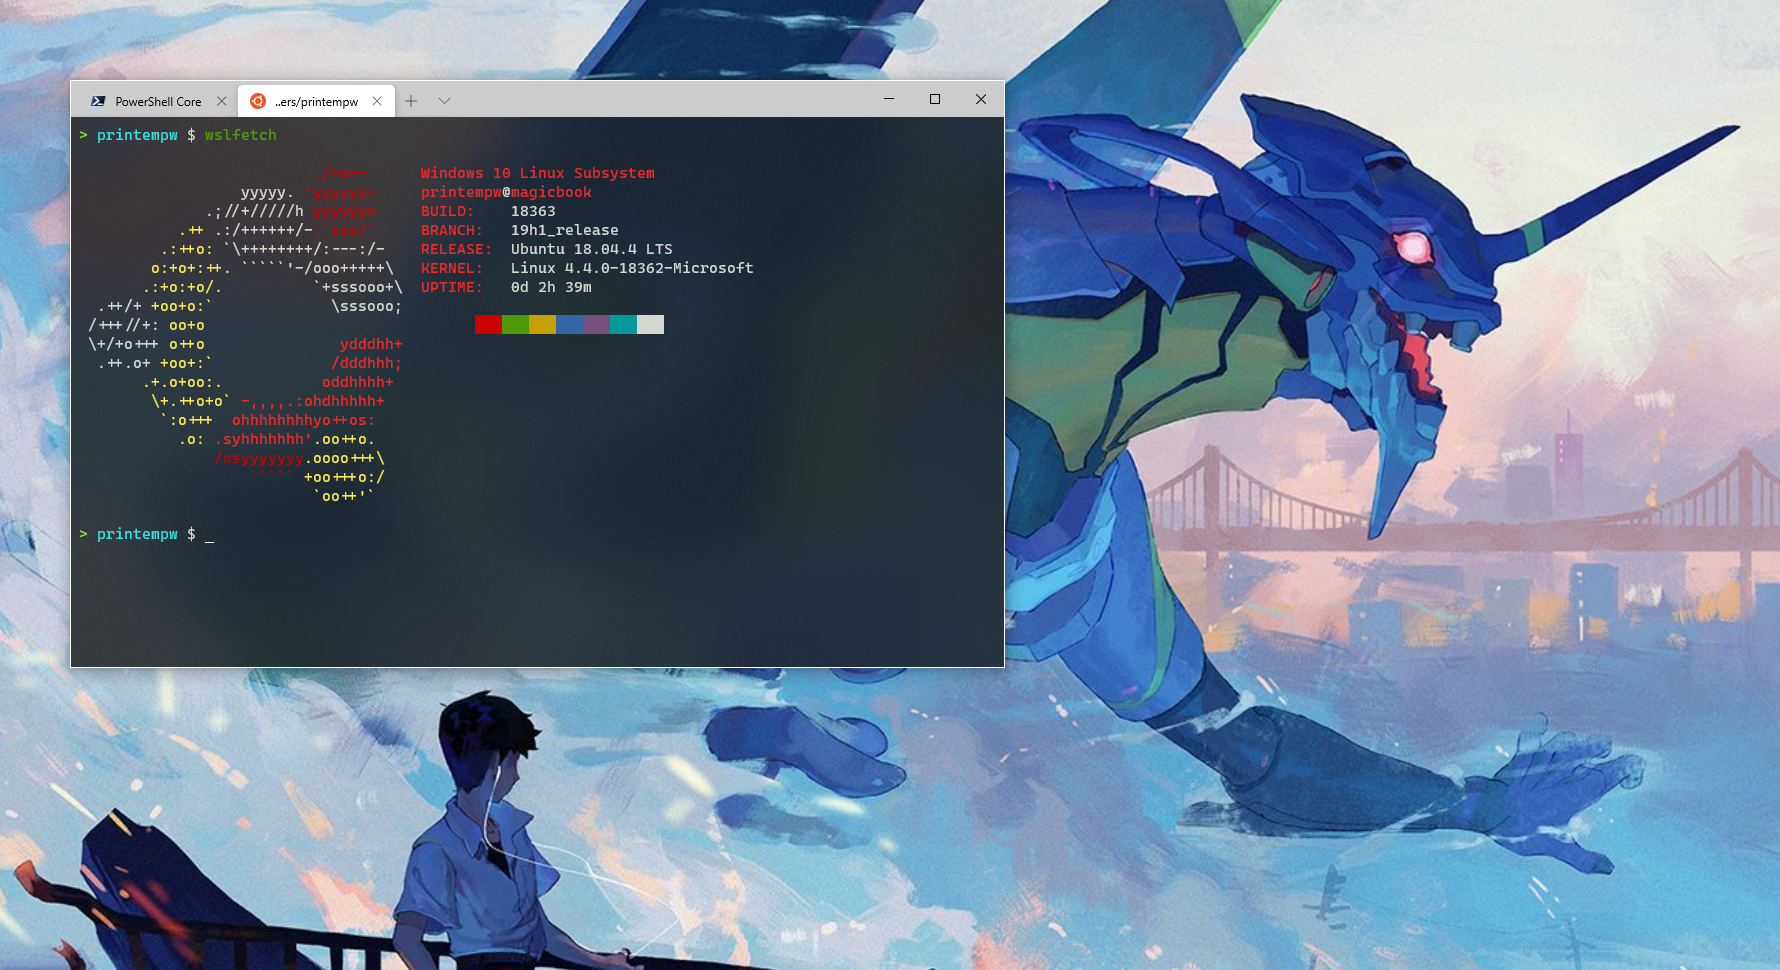 PowerShell Core
..ers/printempw
> printempw $ wslfetch
./+o+-       Windows 10 Linux Subsystem
yyyyy. 'yyyyyy+      printempw@magicbook
.;//+/////h yyyyyyo      BUILD:    18363
.++ .:/++++++/-.`sss/`      BRANCH:   19h1_release
.:++o: `\++++++++/:---:/-      RELEASE:  Ubuntu 18.04.4 LTS
o:+o+:++. `````'-/ooo+++++\      KERNEL:   Linux 4.4.0-18362-Microsoft
.:+o:+o/.          `+sssooo+\      UPTIME:   0d 2h 39m
.++/+ +oo+o:`             \sssooo;
/+++//+: oo+o
\+/+o+++ o++o               ydddhh+
.++.o+ +oo+:`             /dddhhh;
.+.o+oo:.           oddhhhh+
\+.++o+o` -,,,,.:ohdhhhhh+
`:o+++  ohhhhhhhhyo++os:
.o: .syhhhhhhh'.oo++o.
/osyyyyyyy.oooo+++\
````` +oo+++o:/
`oo++'`
> printempw $ _